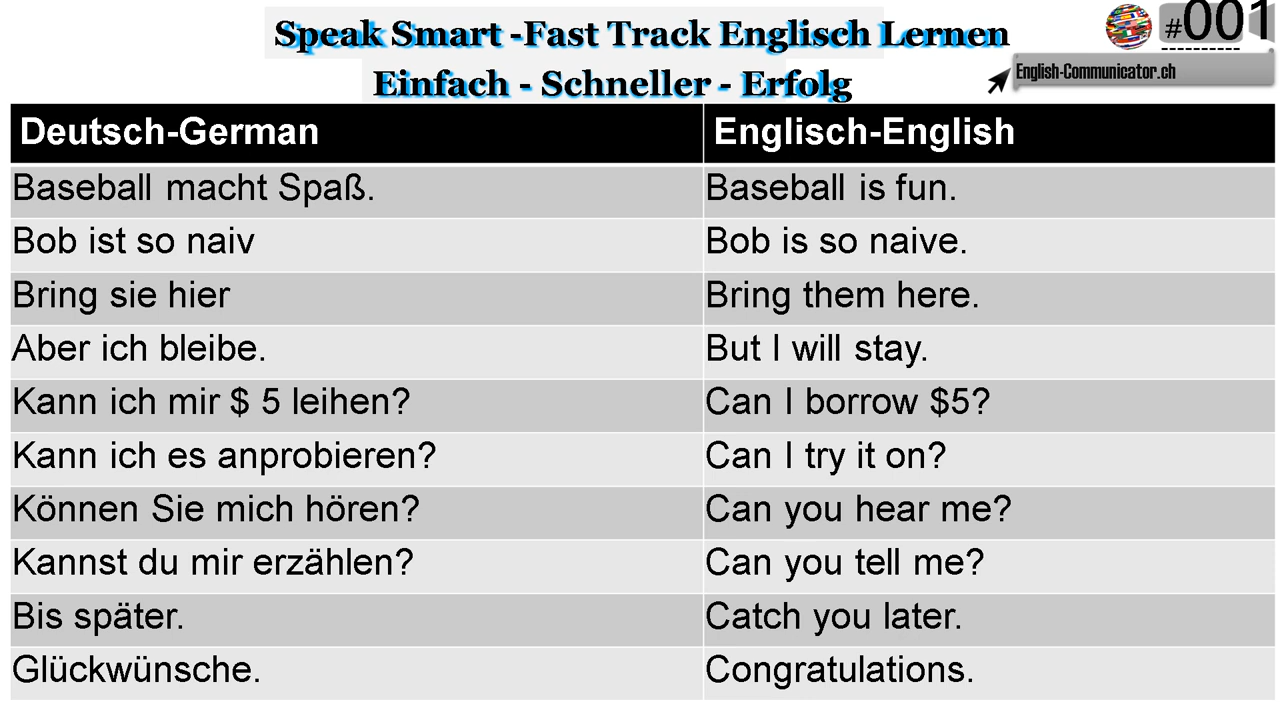 Speak Smart -Fast Track Englisch Lernen
#001
Einfach - Schneller - Erfolg
English-Communicator.ch
Deutsch-German Englisch-English
Baseball macht Spaß. Baseball is fun.
Bob ist so naiv Bob is so naive.
Bring sie hier Bring them here.
Aber ich bleibe. But I will stay.
Kann ich mir $ 5 leihen? Can I borrow $5?
Kann ich es anprobieren? Can I try it on?
Können Sie mich hören? Can you hear me?
Kannst du mir erzählen? Can you tell me?
Bis später. Catch you later.
Glückwünsche. Congratulations.